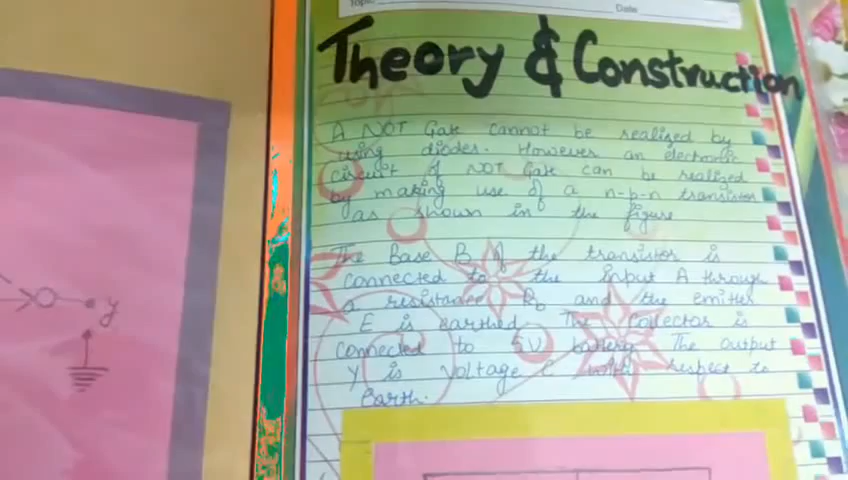 Topic
Date
Theory & Construction
A NOT Gate cannot be realized by
using diodes. However an electronic
circuit of NOT Gate can be realized
by making use of a n-p-n transistor
as shown in the figure
The Base B of the transistor is
connected to the input A through
a resistance Rb and the emitter
E is earthed. The Collector is
connected to 5V battery. The output
Y is voltage C with respect to
Earth.
y